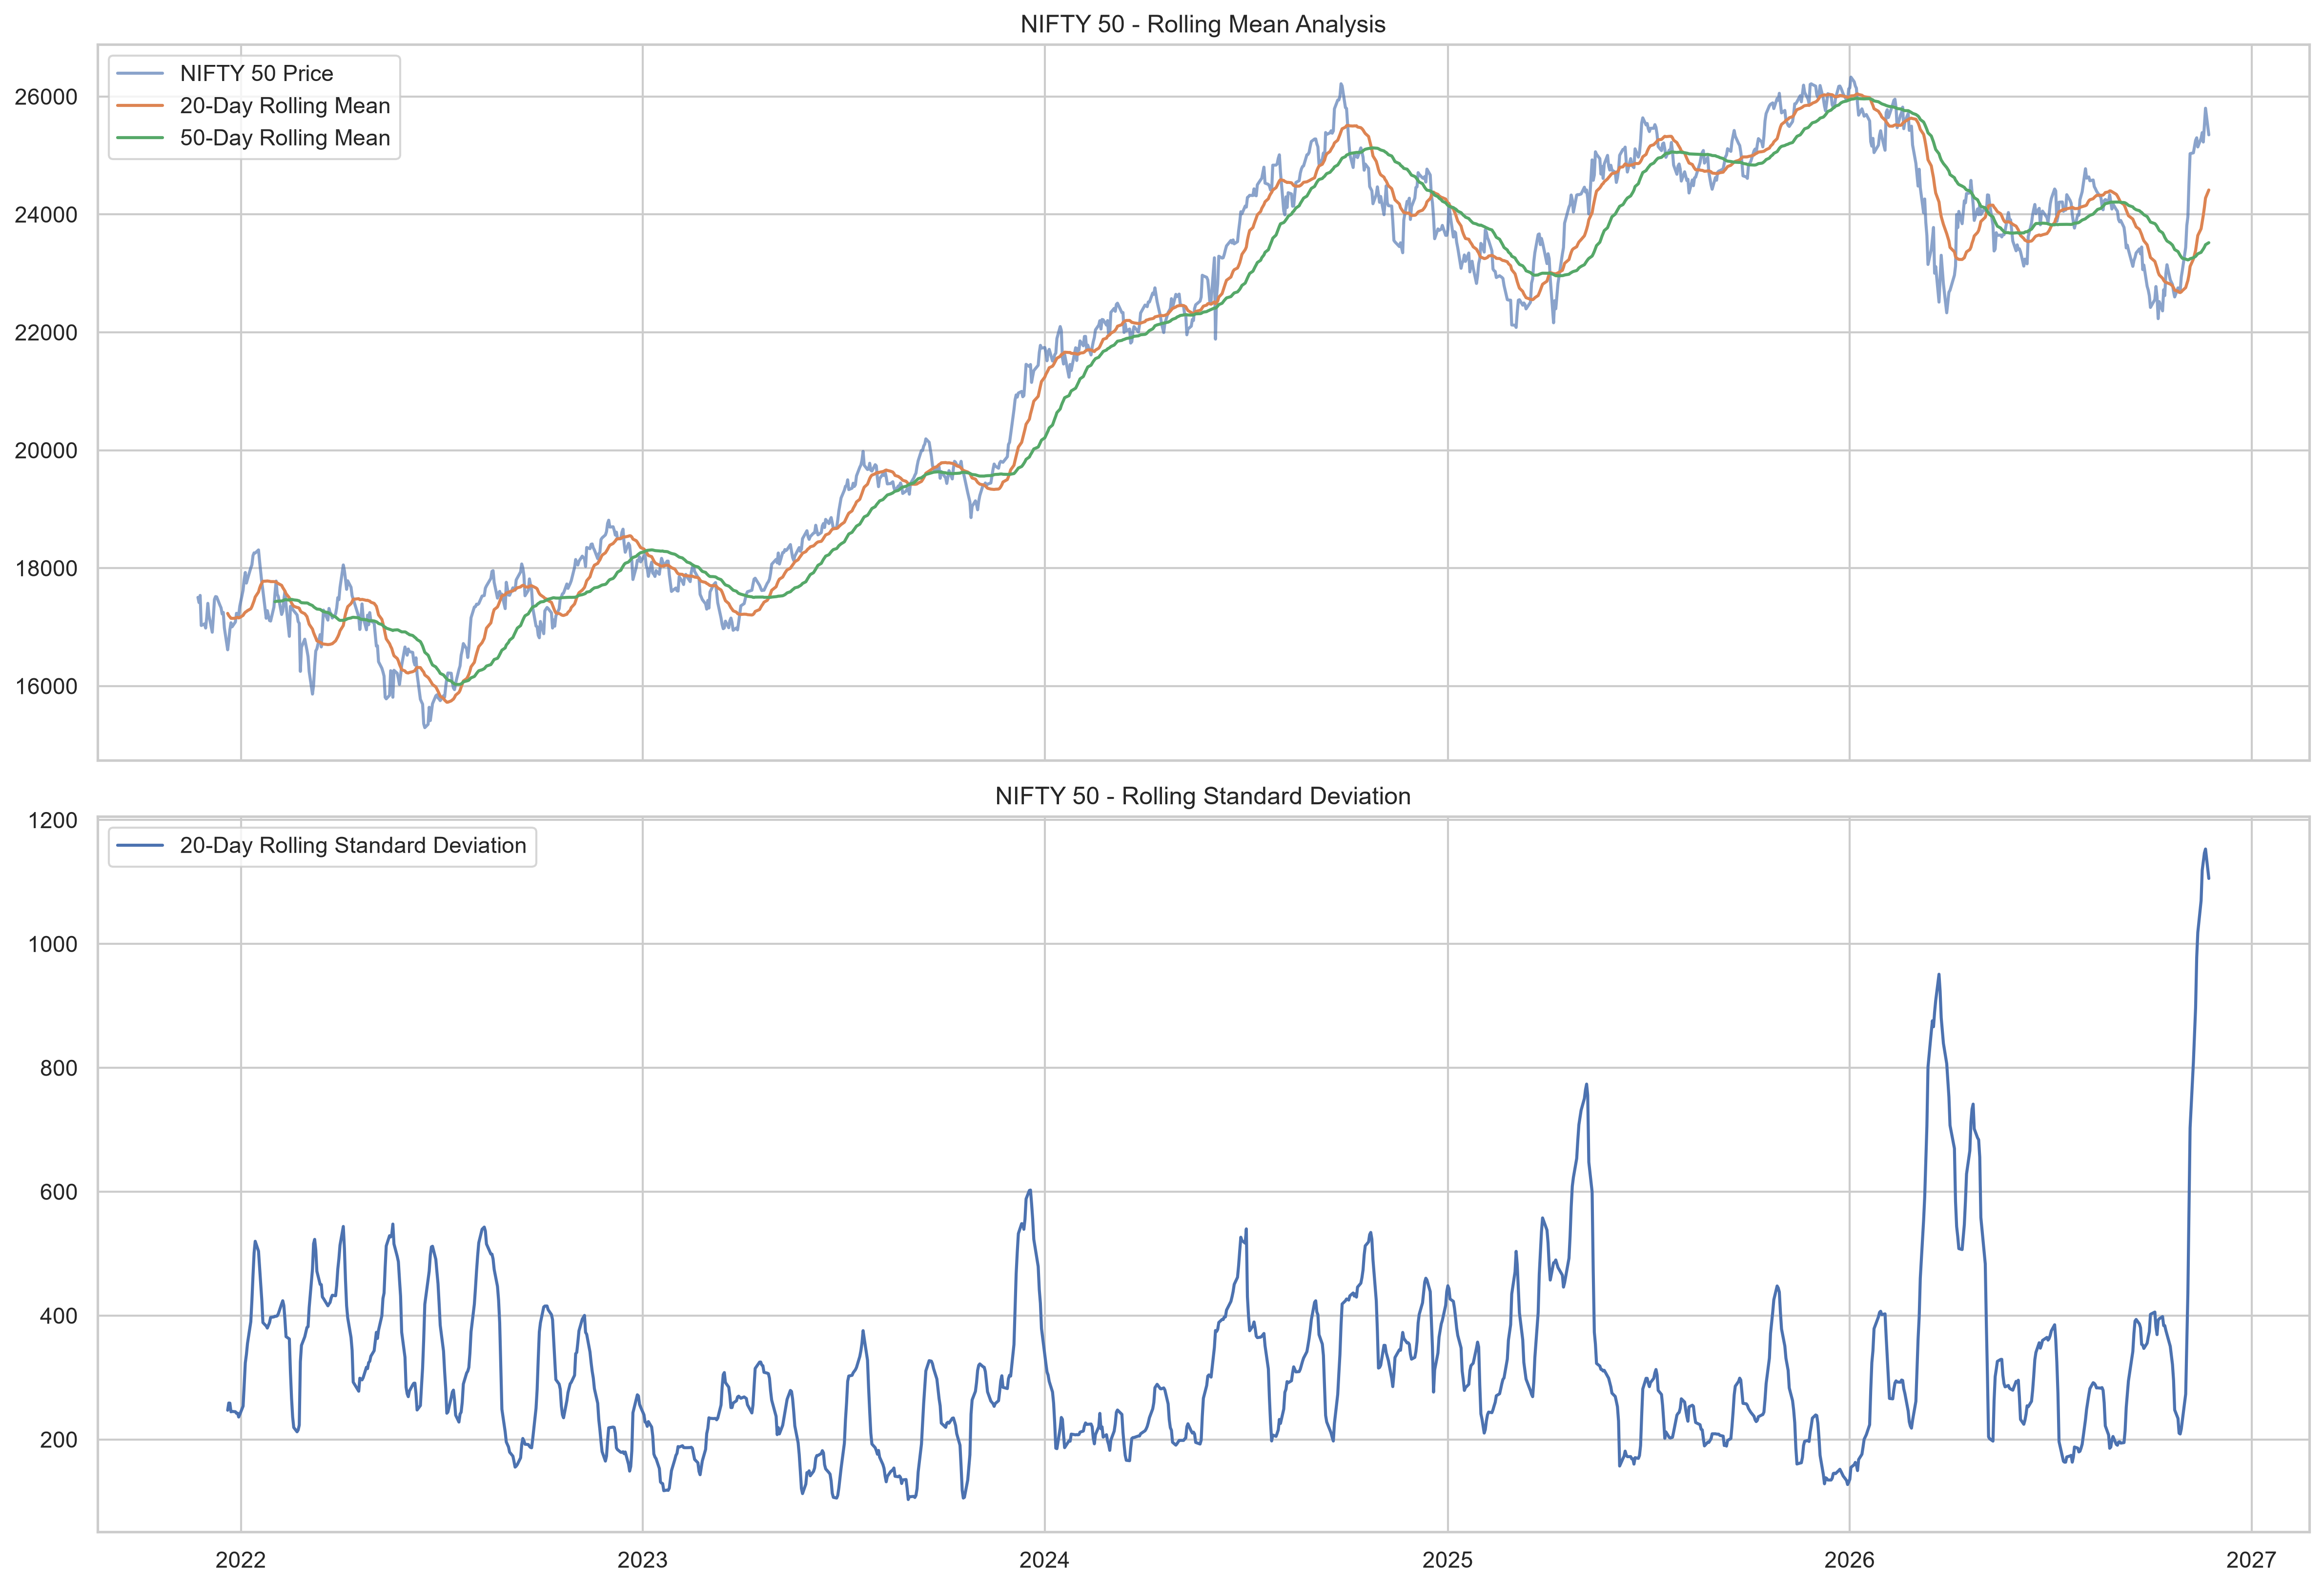 NIFTY 50 - Rolling Mean Analysis
NIFTY 50 Price
20-Day Rolling Mean
50-Day Rolling Mean
26000
24000
22000
20000
18000
16000
NIFTY 50 - Rolling Standard Deviation
20-Day Rolling Standard Deviation
1200
1000
800
600
400
200
2022 2023 2024 2025 2026 2027